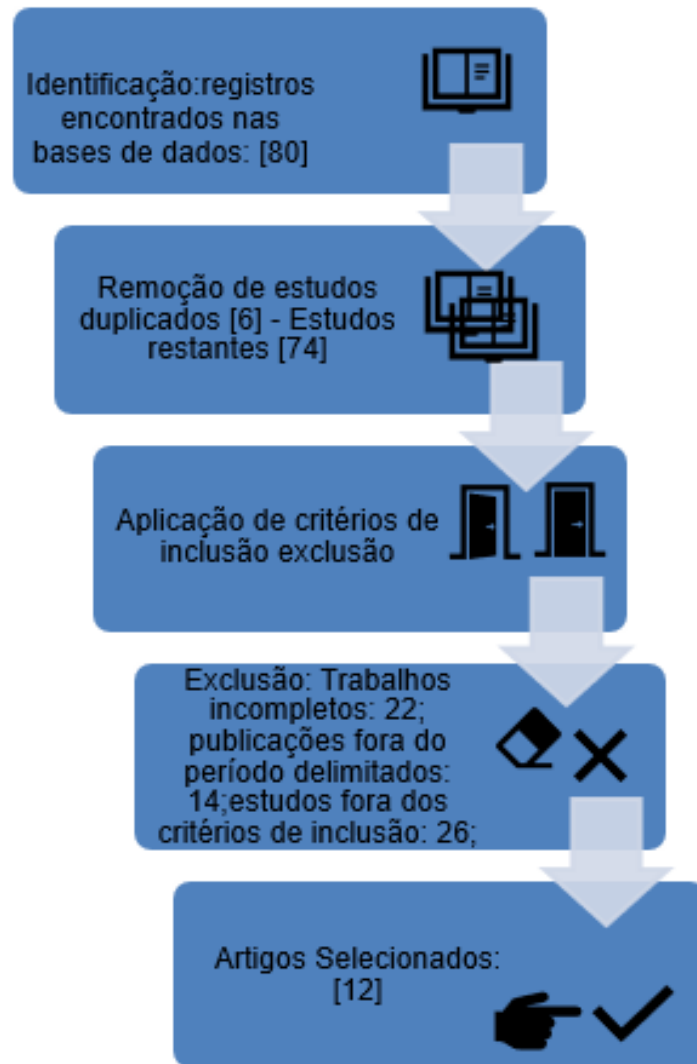 Identificação:registros
encontrados nas
bases de dados: [80]
Remoção de estudos
duplicados [6] - Estudos
restantes [74]
Aplicação de critérios de
inclusão exclusão
Exclusão: Trabalhos
incompletos: 22;
publicações fora do
período delimitados:
14;estudos fora dos
critérios de inclusão: 26;
Artigos Selecionados:
[12]